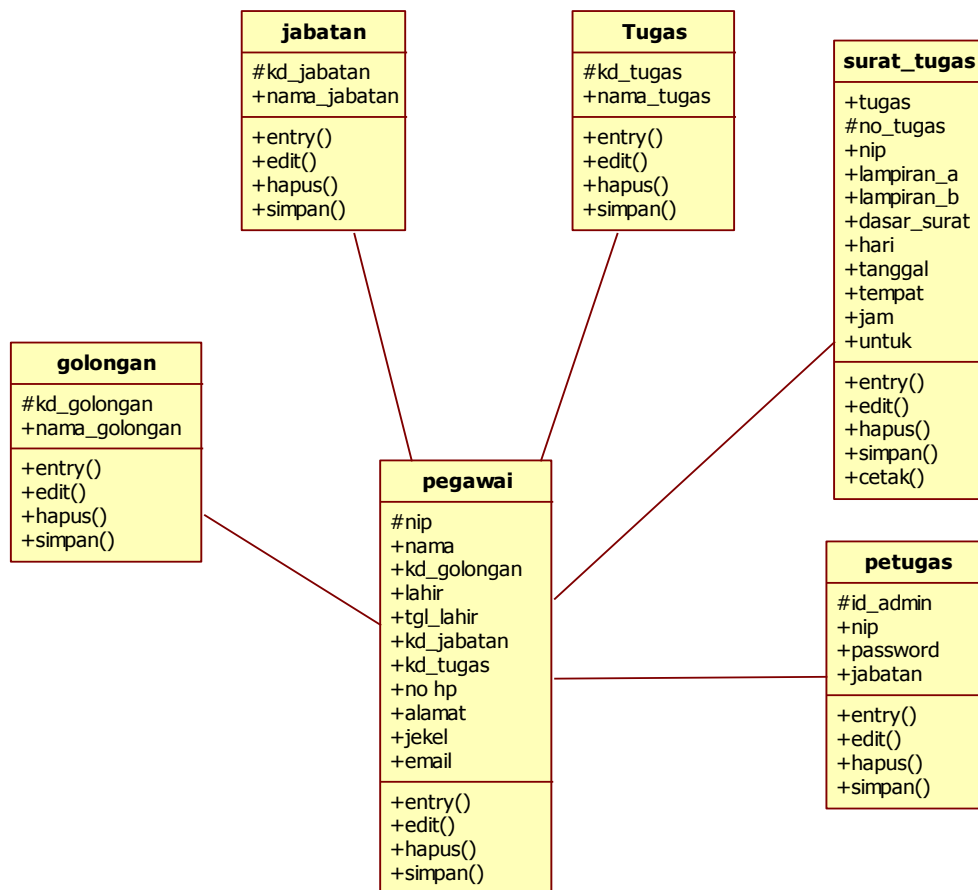 jabatan
#kd_jabatan
+nama_jabatan
+entry()
+edit()
+hapus()
+simpan()
Tugas
#kd_tugas
+nama_tugas
+entry()
+edit()
+hapus()
+simpan()
surat_tugas
+tugas
#no_tugas
+nip
+lampiran_a
+lampiran_b
+dasar_surat
+hari
+tanggal
+tempat
+jam
+untuk
+entry()
+edit()
+hapus()
+simpan()
+cetak()
golongan
#kd_golongan
+nama_golongan
+entry()
+edit()
+hapus()
+simpan()
pegawai
#nip
+nama
+kd_golongan
+lahir
+tgl_lahir
+kd_jabatan
+kd_tugas
+no hp
+alamat
+jekel
+email
+entry()
+edit()
+hapus()
+simpan()
petugas
#id_admin
+nip
+password
+jabatan
+entry()
+edit()
+hapus()
+simpan()